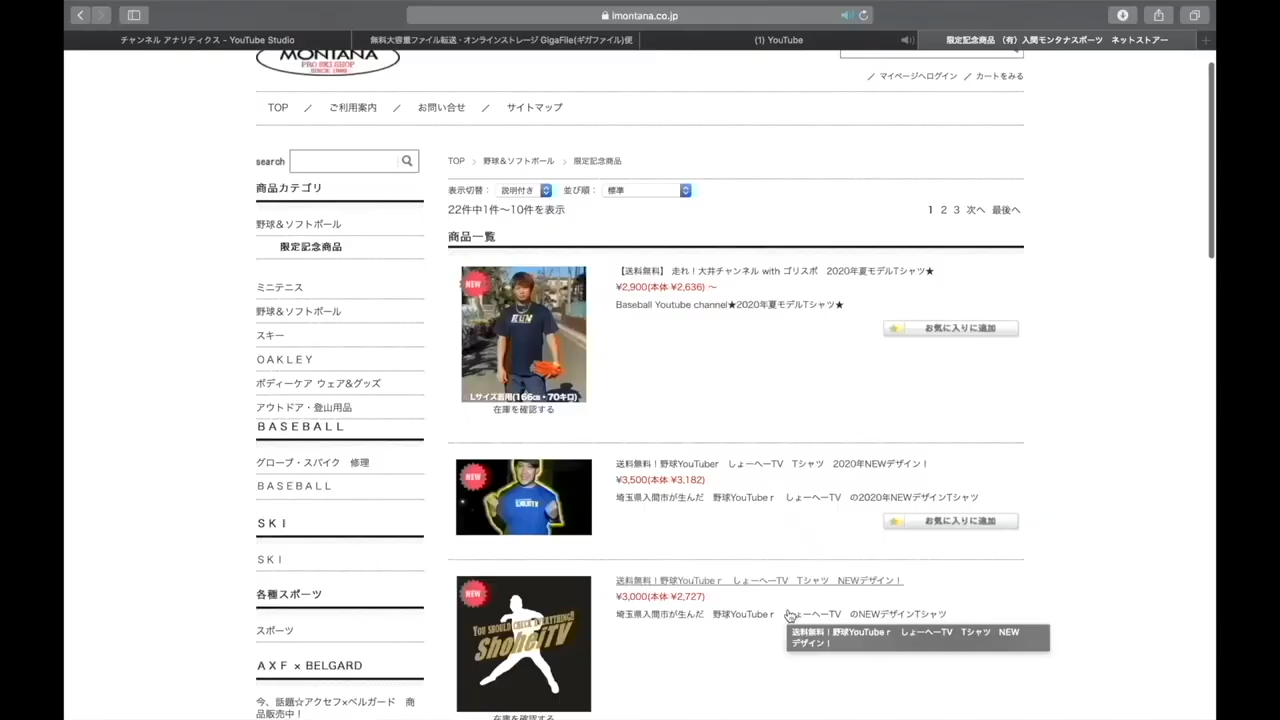 imontana.co.jp
チャンネル アナリティクス - YouTube Studio
無料大容量ファイル転送・オンラインストレージ GigaFile(ギガファイル)便
(1) YouTube
限定記念商品 （有）入間モンタナスポーツ　ネットストアー
MONTANA
PRO SKI SHOP
SINCE 1980
／ マイページへログイン ／ カートをみる
TOP ／ ご利用案内 ／ お問い合せ ／ サイトマップ
search
TOP > 野球＆ソフトボール > 限定記念商品
商品カテゴリ
表示切替： 説明付き 並び順： 標準
22件中1件～10件を表示
1 2 3 次へ 最後へ
野球＆ソフトボール
限定記念商品
商品一覧
ミニテニス
野球＆ソフトボール
スキー
ＯＡＫＬＥＹ
ボディーケア ウェア&グッズ
アウトドア・登山用品
ＢＡＳＥＢＡＬＬ
グローブ・スパイク　修理
ＢＡＳＥＢＡＬＬ
ＳＫＩ
ＳＫＩ
各種スポーツ
スポーツ
ＡＸＦ×ＢＥＬＧＡＲＤ
今、話題☆アクセフ×ベルガード　商
品販売中！
NEW
RUN
Lサイズ着用(166㎝・70キロ)
在庫を確認する
【送料無料】 走れ！大井チャンネル with ゴリスポ　2020年夏モデルTシャツ★
¥2,900(本体 ¥2,636) ～
Baseball Youtube channel★2020年夏モデルTシャツ★
お気に入りに追加
NEW
SHOHEITV
送料無料！野球YouTuber　しょーへーTV　Tシャツ　2020年NEWデザイン！
¥3,500(本体 ¥3,182)
埼玉県入間市が生んだ　野球YouTubeｒ　しょーへーTV　の2020年NEWデザインTシャツ
お気に入りに追加
NEW
YOU SHOULD CHECK EVERYTHING!!
ShoheiTV
在庫を確認する
送料無料！野球YouTubeｒ　しょーへーTV　Tシャツ　NEWデザイン！
¥3,000(本体 ¥2,727)
埼玉県入間市が生んだ　野球YouTubeｒ　しょーへーTV　のNEWデザインTシャツ
送料無料！野球YouTubeｒ　しょーへーTV　Tシャツ　NEW
デザイン！